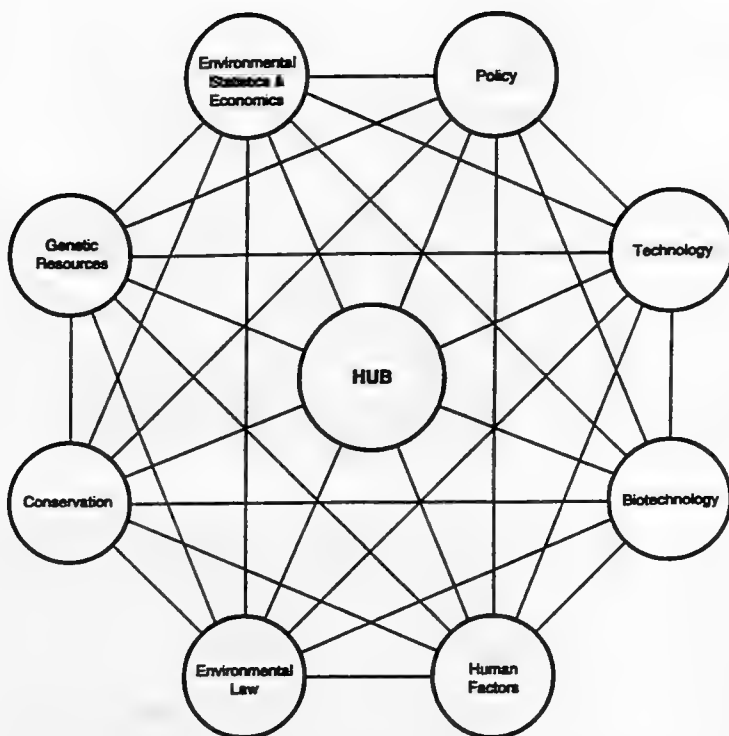 Environmental
Statistics &
Economics
Policy
Genetic
Resources
Technology
HUB
Conservation
Biotechnology
Environmental
Law
Human
Factors